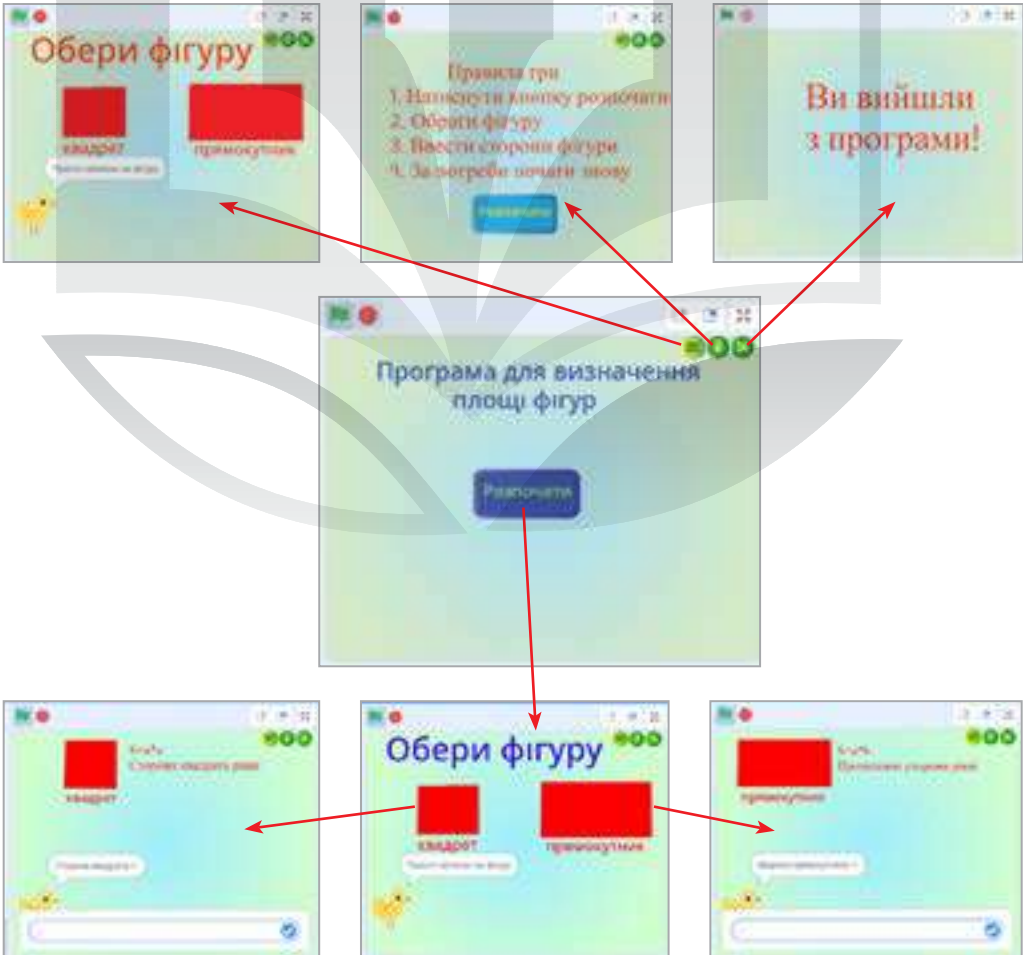 Обери фігуру
квадрат
прямокутник
Правила гри
1. Натиснути кнопку розпочати
2. Обрати фігуру
3. Ввести сторони фігури
4. За потреби почати знову
Розпочати
Ви вийшли
з програми!
Програма для визначення
площі фігур
Розпочати
квадрат
Обери фігуру
квадрат
прямокутник
прямокутник